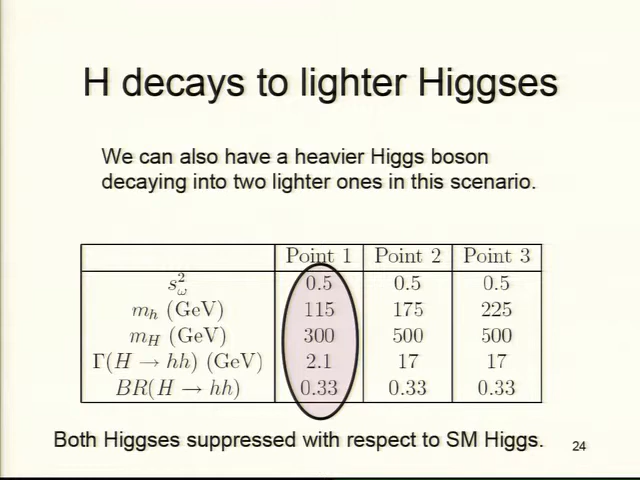 H decays to lighter Higgses
We can also have a heavier Higgs boson
decaying into two lighter ones in this scenario.
Point 1 Point 2 Point 3
s²_ω 0.5 0.5 0.5
m_h (GeV) 115 175 225
m_H (GeV) 300 500 500
Γ(H → hh) (GeV) 2.1 17 17
BR(H → hh) 0.33 0.33 0.33
Both Higgses suppressed with respect to SM Higgs.
24